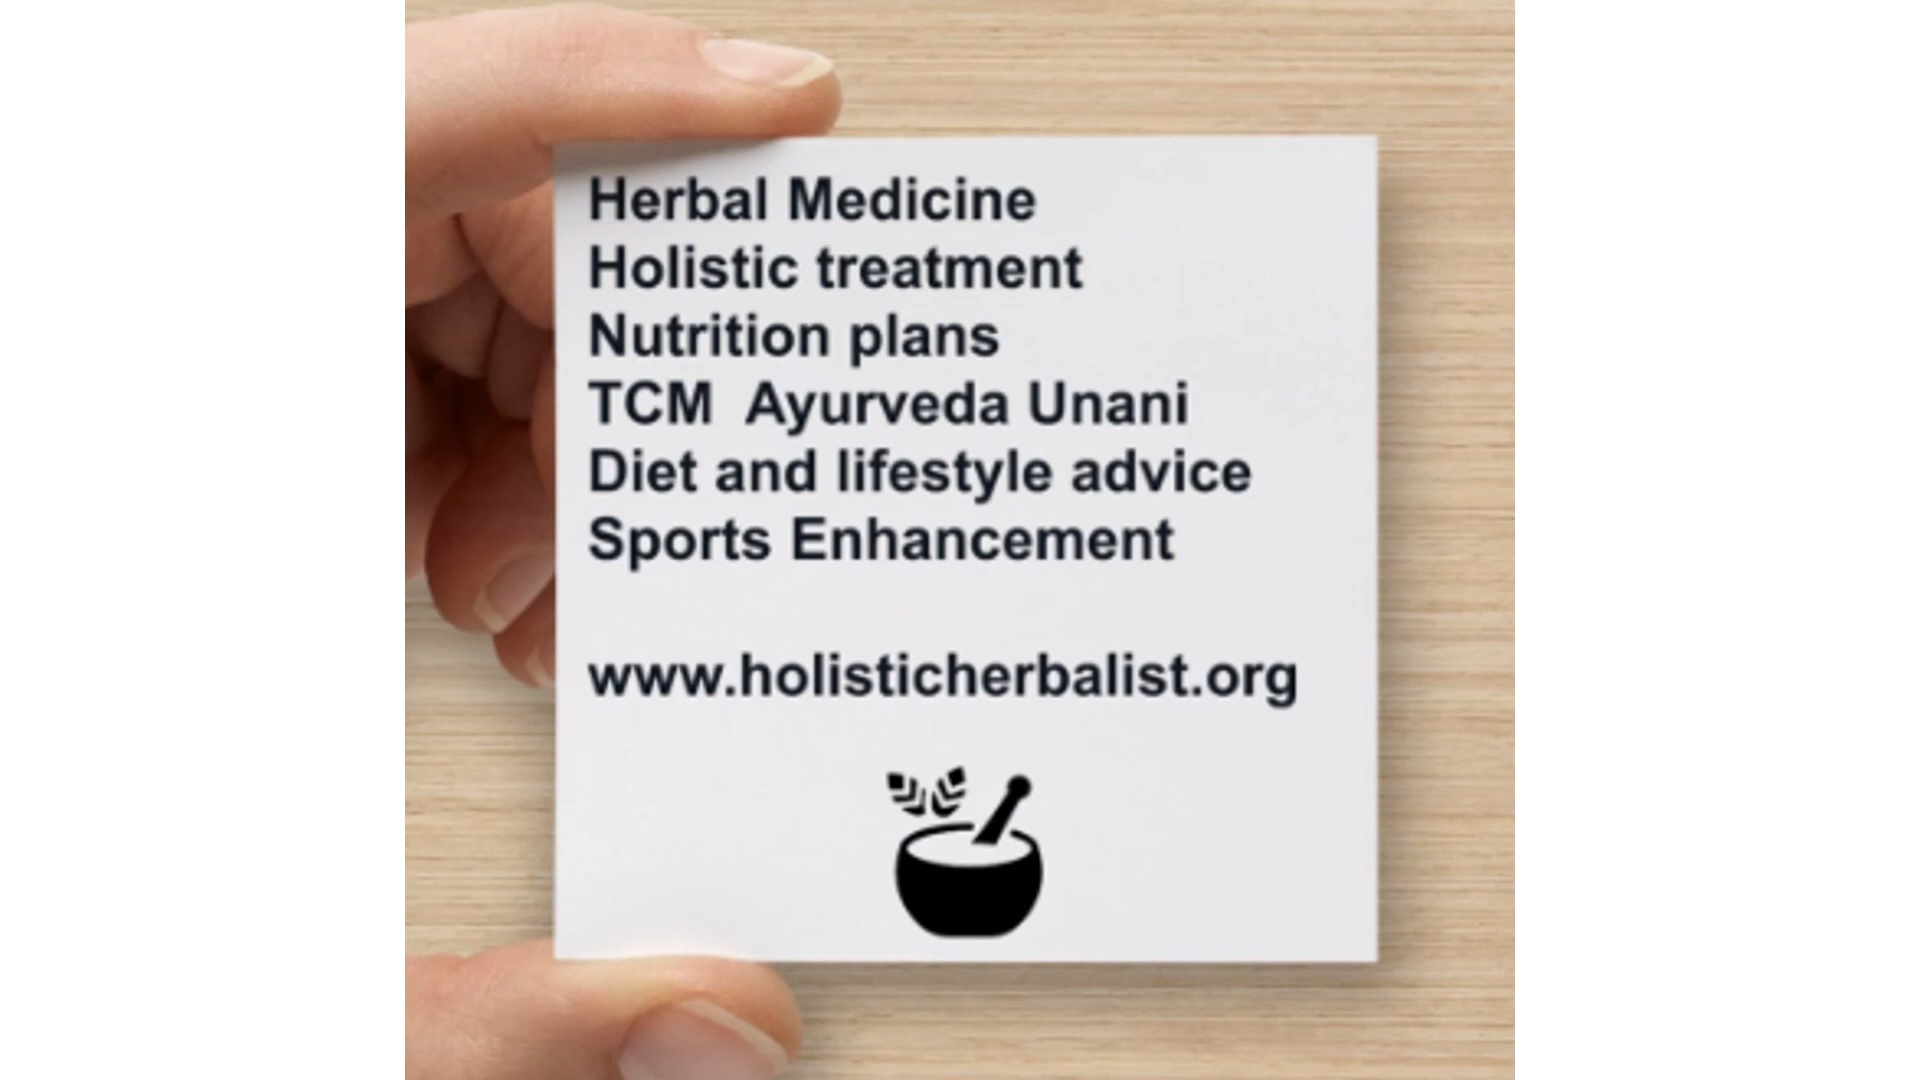 Herbal Medicine
Holistic treatment
Nutrition plans
TCM  Ayurveda Unani
Diet and lifestyle advice
Sports Enhancement
www.holisticherbalist.org